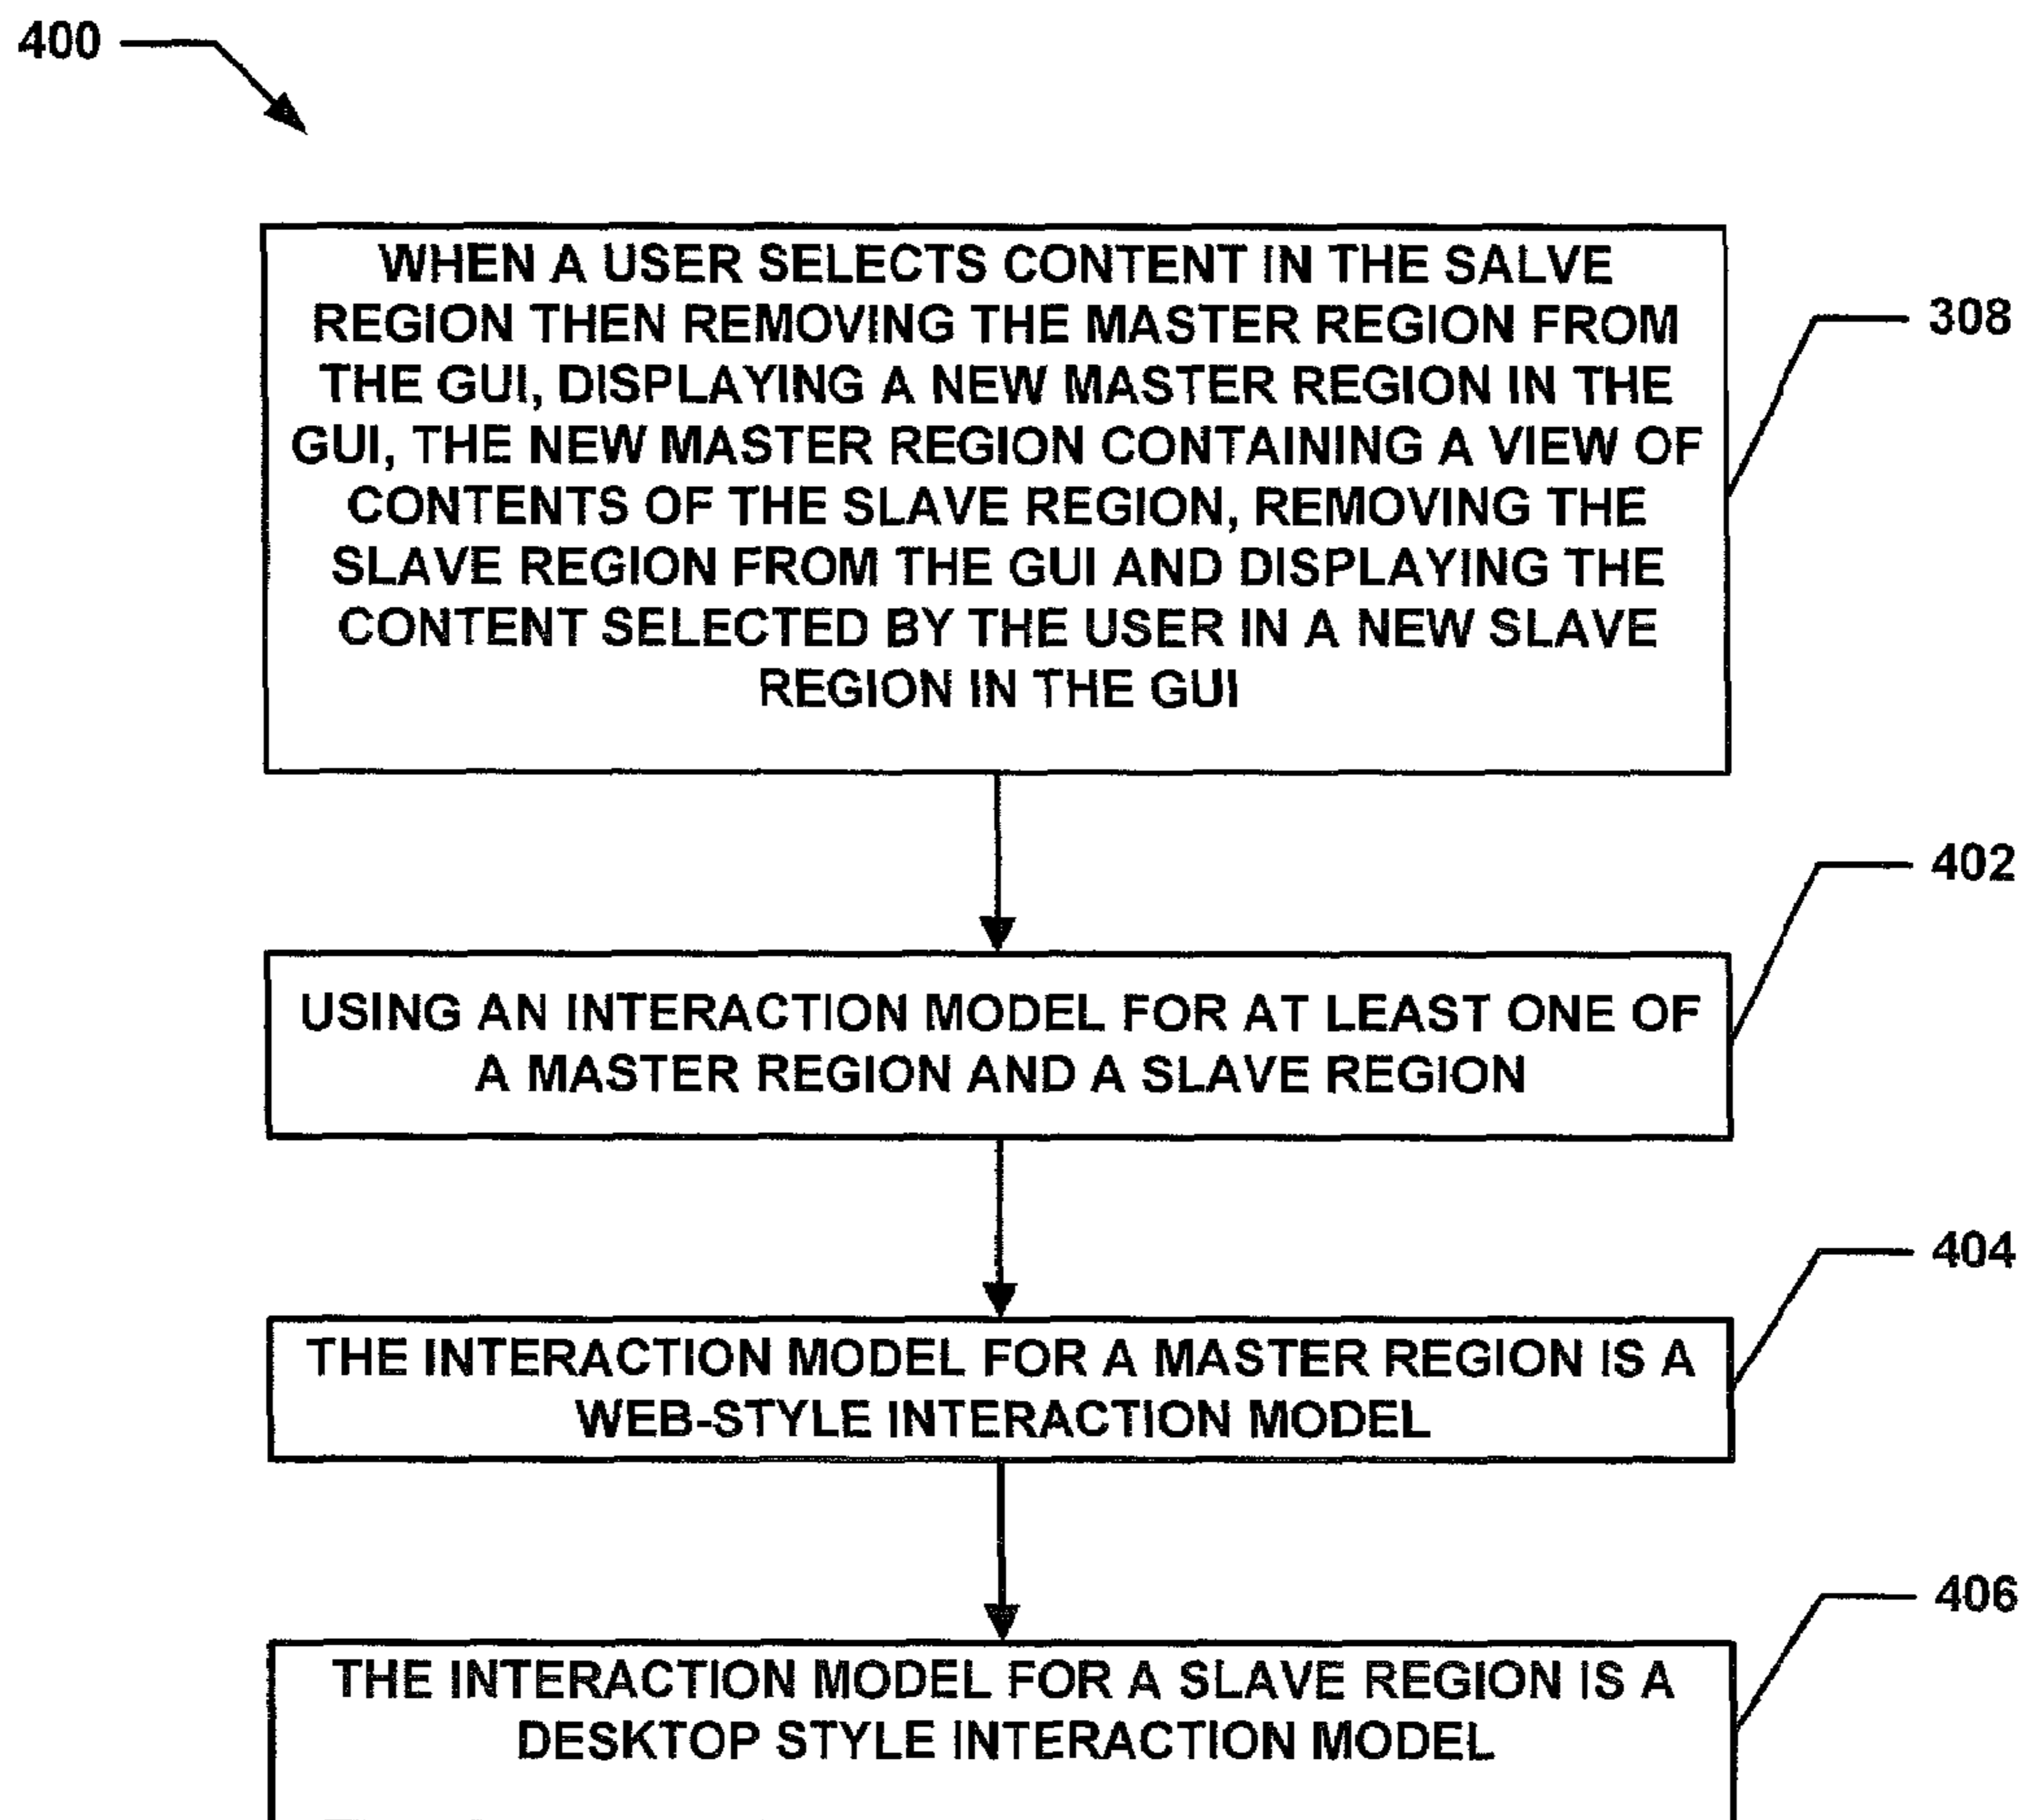 400
WHEN A USER SELECTS CONTENT IN THE SALVE
REGION THEN REMOVING THE MASTER REGION FROM
THE GUI, DISPLAYING A NEW MASTER REGION IN THE
GUI, THE NEW MASTER REGION CONTAINING A VIEW OF
CONTENTS OF THE SLAVE REGION, REMOVING THE
SLAVE REGION FROM THE GUI AND DISPLAYING THE
CONTENT SELECTED BY THE USER IN A NEW SLAVE
REGION IN THE GUI
308
USING AN INTERACTION MODEL FOR AT LEAST ONE OF
A MASTER REGION AND A SLAVE REGION
402
THE INTERACTION MODEL FOR A MASTER REGION IS A
WEB-STYLE INTERACTION MODEL
404
THE INTERACTION MODEL FOR A SLAVE REGION IS A
DESKTOP STYLE INTERACTION MODEL
406